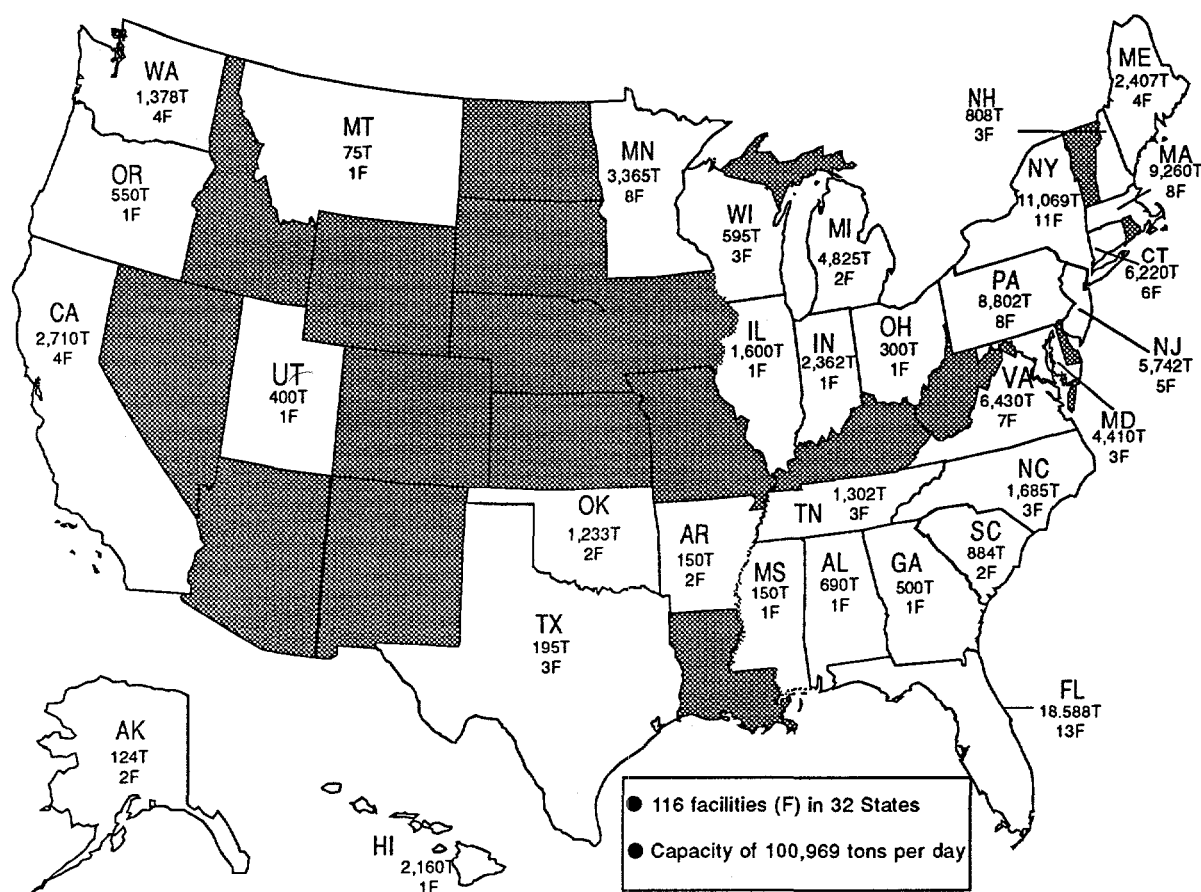 WA
1,378T
4F
MT
75T
1F
OR
550T
1F
CA
2,710T
4F
UT
400T
1F
MN
3,365T
8F
WI
595T
3F
MI
4,825T
2F
IL
1,600T
1F
IN
2,362T
1F
OH
300T
1F
NH
808T
3F
ME
2,407T
4F
MA
9,260T
8F
NY
11,069T
11F
CT
6,220T
6F
PA
8,802T
8F
NJ
5,742T
5F
VA
6,430T
7F
MD
4,410T
3F
NC
1,685T
3F
TN
1,302T
3F
SC
884T
2F
OK
1,233T
2F
AR
150T
2F
MS
150T
1F
AL
690T
1F
GA
500T
1F
TX
195T
3F
FL
18.588T
13F
AK
124T
2F
HI
2,160T
1F
● 116 facilities (F) in 32 States
● Capacity of 100,969 tons per day